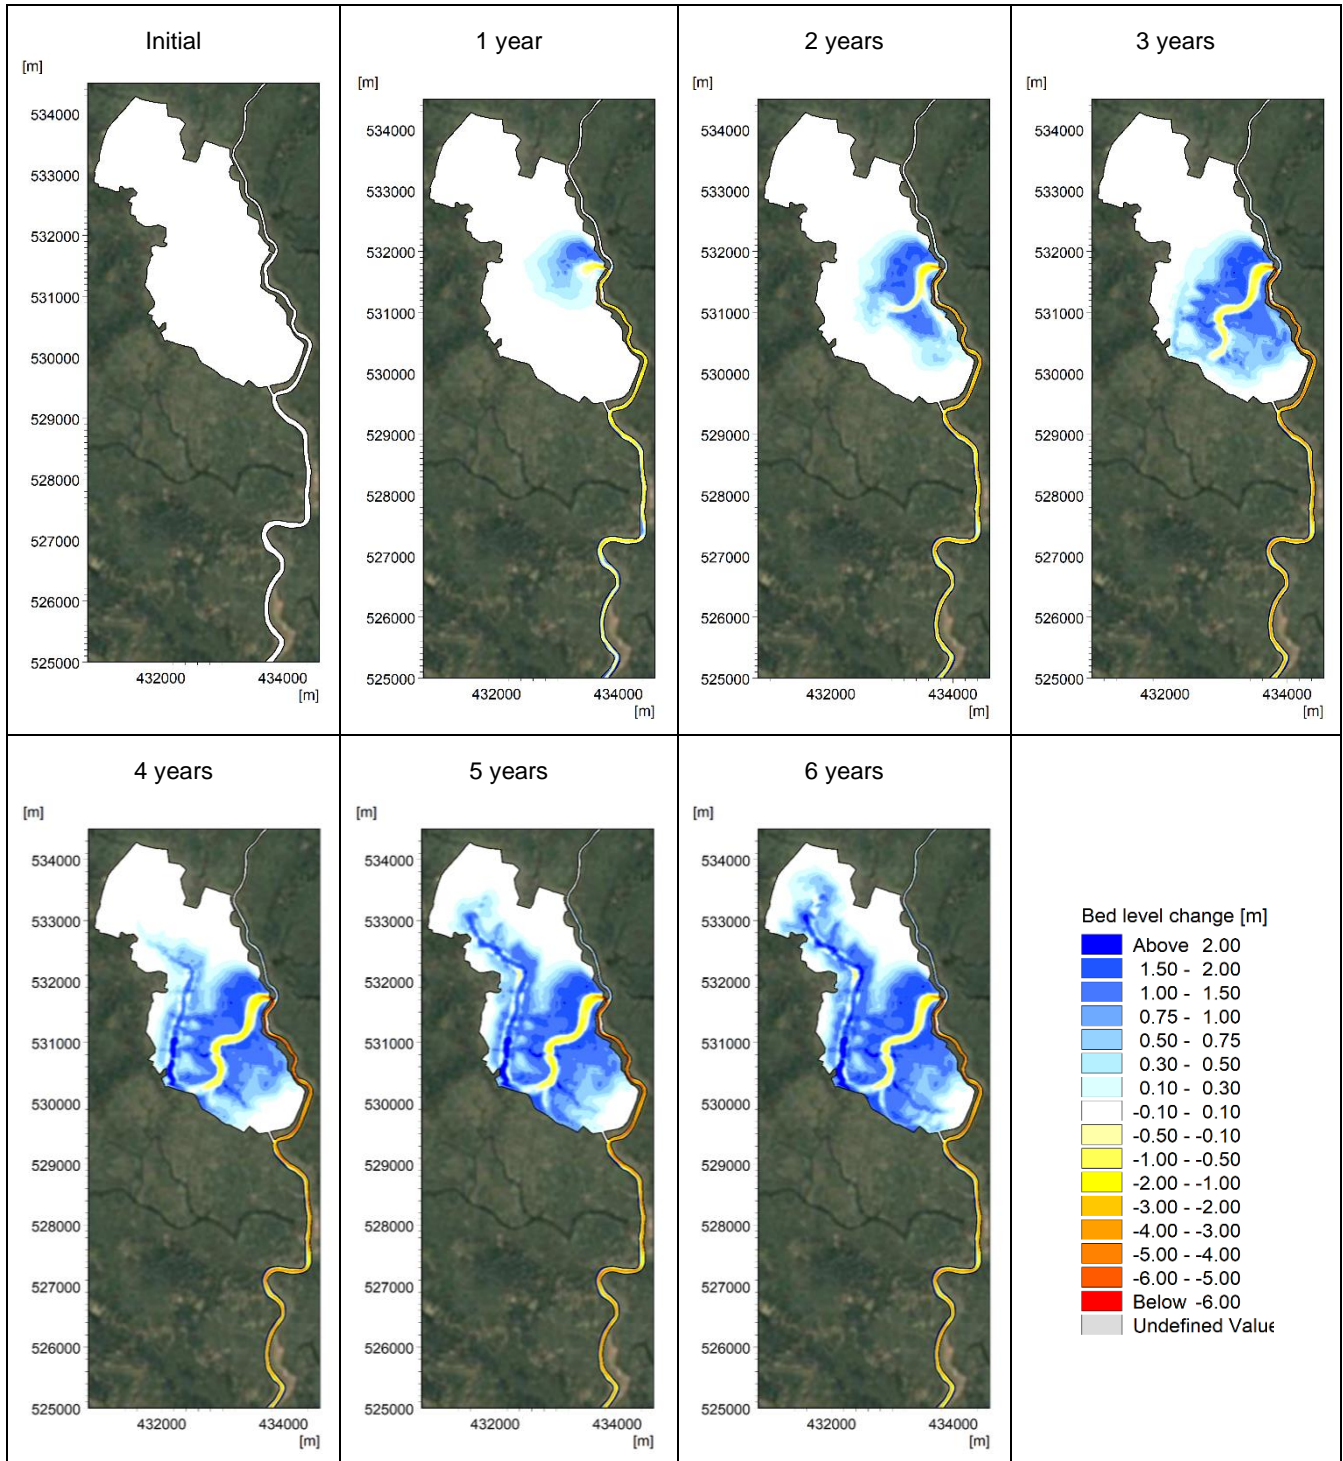 Initial
[m]
534000
533000
532000
531000
530000
529000
528000
527000
526000
525000
432000 434000
[m]
1 year
[m]
534000
533000
532000
531000
530000
529000
528000
527000
526000
525000
432000 434000
[m]
2 years
[m]
534000
533000
532000
531000
530000
529000
528000
527000
526000
525000
432000 434000
[m]
3 years
[m]
534000
533000
532000
531000
530000
529000
528000
527000
526000
525000
432000 434000
[m]
4 years
[m]
534000
533000
532000
531000
530000
529000
528000
527000
526000
525000
432000 434000
[m]
5 years
[m]
534000
533000
532000
531000
530000
529000
528000
527000
526000
525000
432000 434000
[m]
6 years
[m]
534000
533000
532000
531000
530000
529000
528000
527000
526000
525000
432000 434000
[m]
Bed level change [m]
Above 2.00
1.50 - 2.00
1.00 - 1.50
0.75 - 1.00
0.50 - 0.75
0.30 - 0.50
0.10 - 0.30
-0.10 - 0.10
-0.50 - -0.10
-1.00 - -0.50
-2.00 - -1.00
-3.00 - -2.00
-4.00 - -3.00
-5.00 - -4.00
-6.00 - -5.00
Below -6.00
Undefined Value